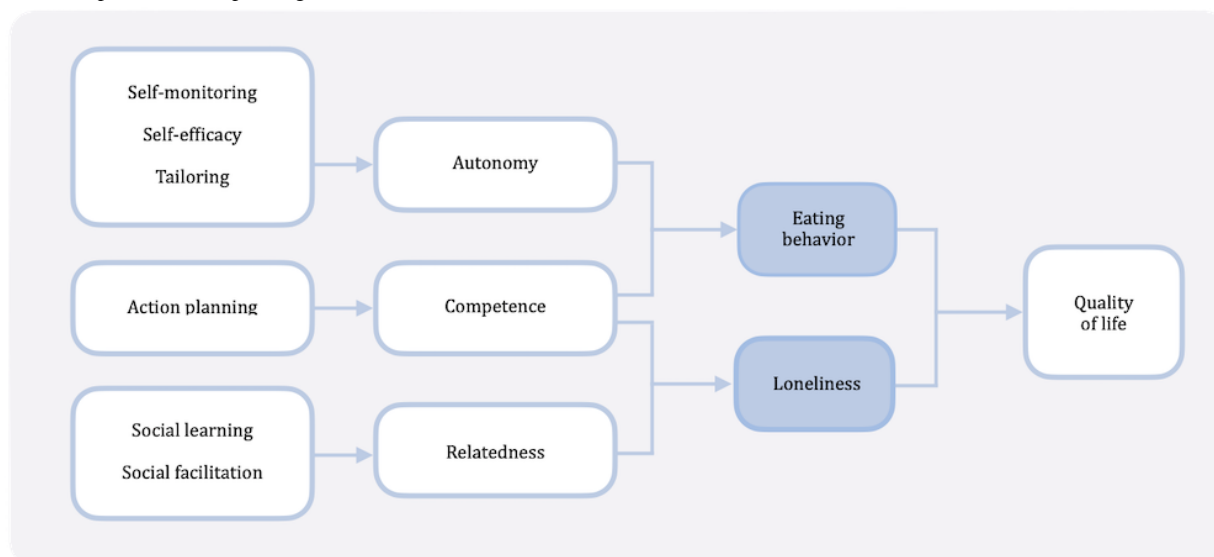 Self-monitoring
Self-efficacy
Tailoring
Autonomy
Eating
behavior
Action planning
Competence
Quality
of life
Loneliness
Social learning
Social facilitation
Relatedness